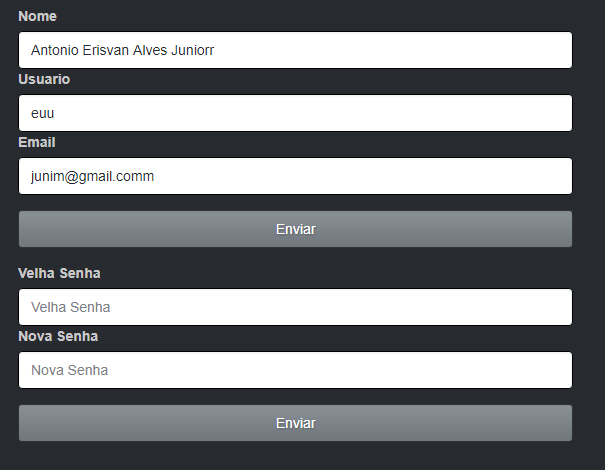 Nome
Antonio Erisvan Alves Juniorr
Usuario
euu
Email
junim@gmail.comm
Enviar
Velha Senha
Velha Senha
Nova Senha
Nova Senha
Enviar